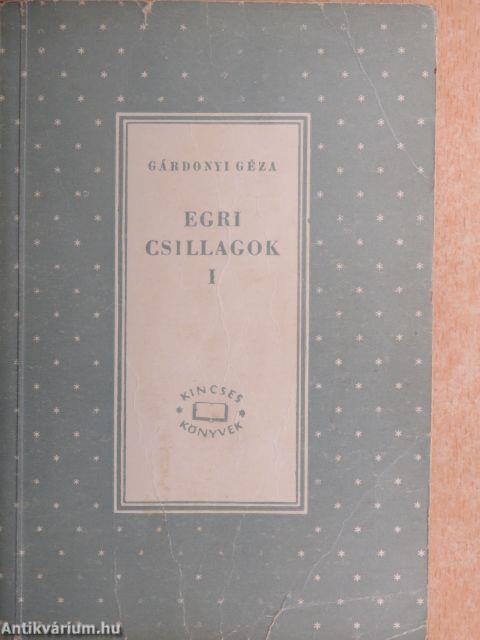 GÁRDONYI GÉZA
EGRI
CSILLAGOK
I
KINCSES
KÖNYVEK
Antikvárium.hu